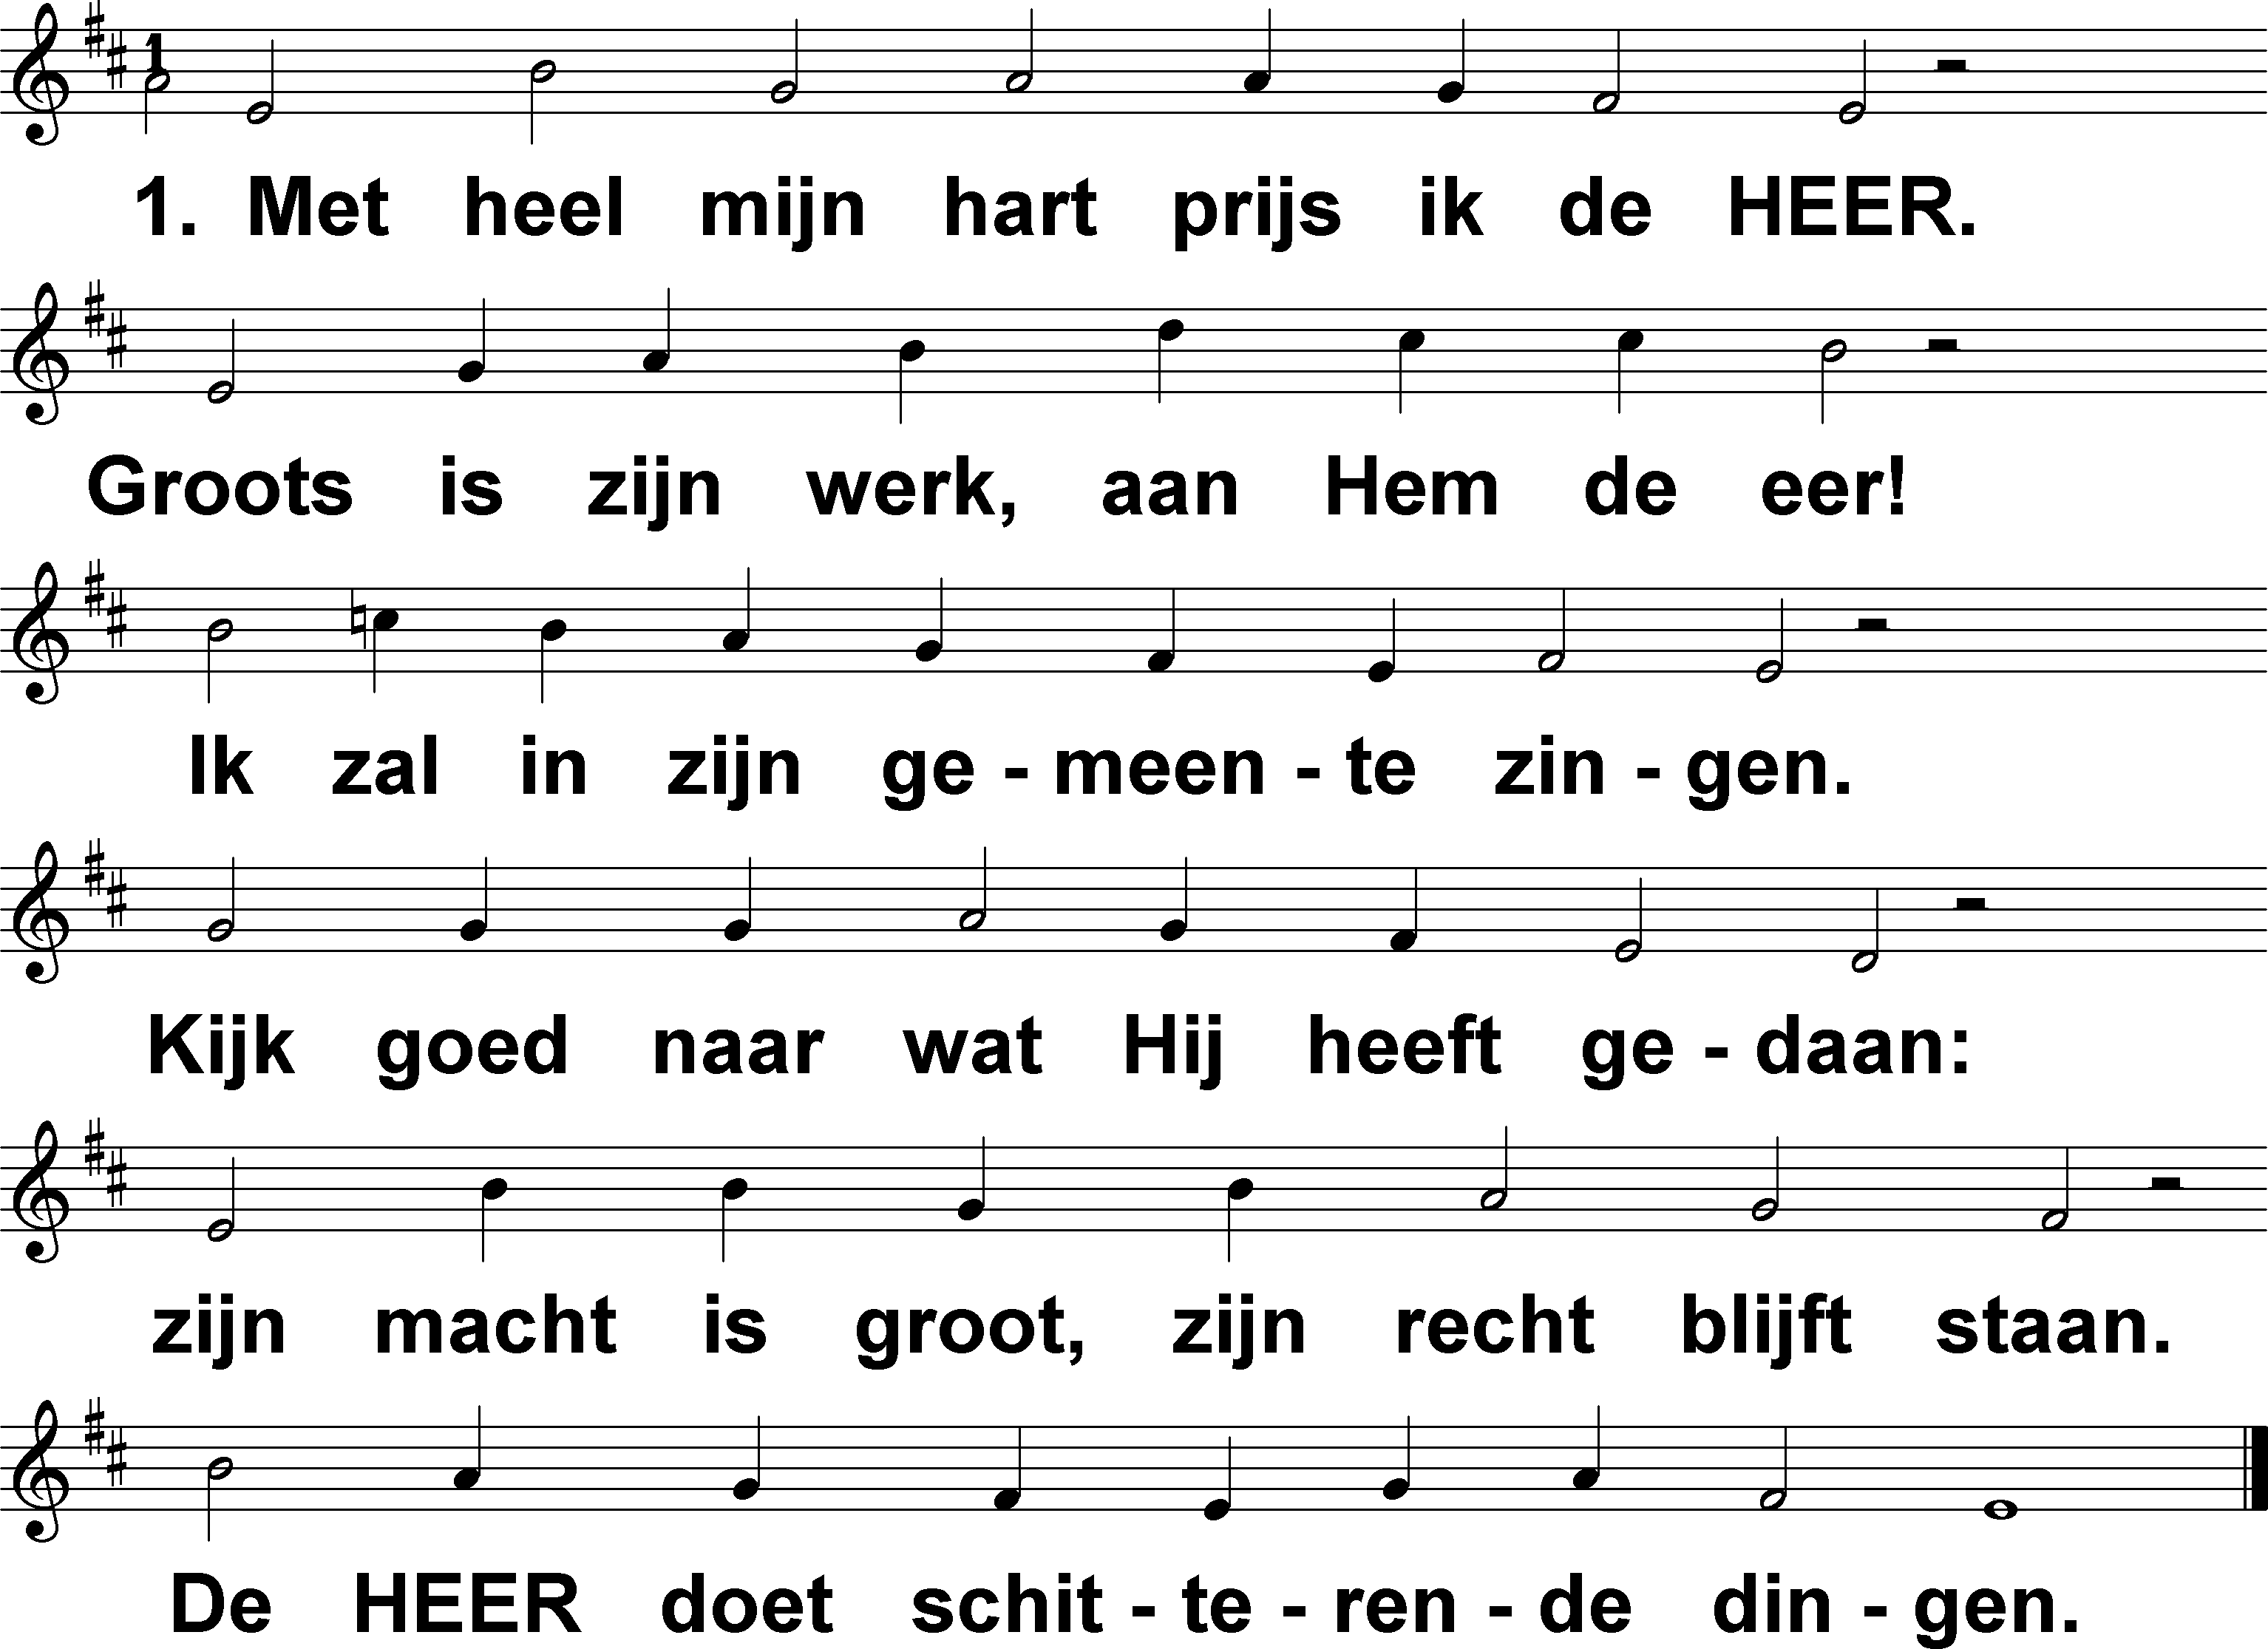 1
1. Met heel mijn hart prijs ik de HEER.
Groots is zijn werk, aan Hem de eer!
Ik zal in zijn ge - meen - te zin - gen.
Kijk goed naar wat Hij heeft ge - daan:
zijn macht is groot, zijn recht blijft staan.
De HEER doet schit - te - ren - de din - gen.